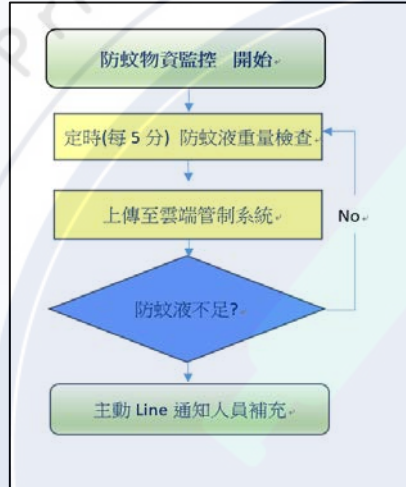 防蚊物資監控 開始
定時(每 5 分) 防蚊液重量檢查
上傳至雲端管制系統
No
防蚊液不足?
主動 Line 通知人員補充